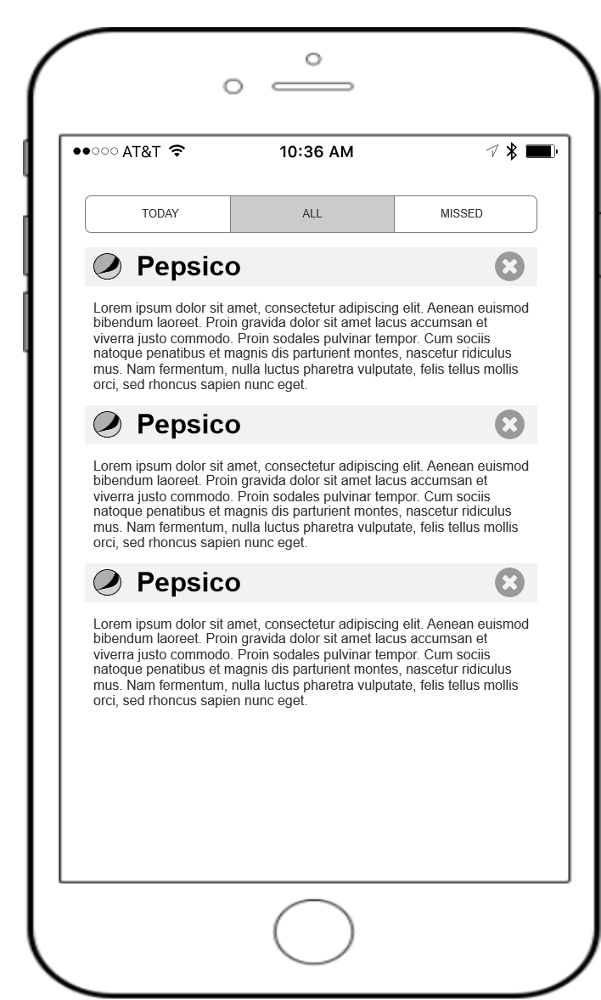 AT&T 10:36 AM
TODAY ALL MISSED
Pepsico
Lorem ipsum dolor sit amet, consectetur adipiscing elit. Aenean euismod
bibendum laoreet. Proin gravida dolor sit amet lacus accumsan et
viverra justo commodo. Proin sodales pulvinar tempor. Cum sociis
natoque penatibus et magnis dis parturient montes, nascetur ridiculus
mus. Nam fermentum, nulla luctus pharetra vulputate, felis tellus mollis
orci, sed rhoncus sapien nunc eget.
Pepsico
Lorem ipsum dolor sit amet, consectetur adipiscing elit. Aenean euismod
bibendum laoreet. Proin gravida dolor sit amet lacus accumsan et
viverra justo commodo. Proin sodales pulvinar tempor. Cum sociis
natoque penatibus et magnis dis parturient montes, nascetur ridiculus
mus. Nam fermentum, nulla luctus pharetra vulputate, felis tellus mollis
orci, sed rhoncus sapien nunc eget.
Pepsico
Lorem ipsum dolor sit amet, consectetur adipiscing elit. Aenean euismod
bibendum laoreet. Proin gravida dolor sit amet lacus accumsan et
viverra justo commodo. Proin sodales pulvinar tempor. Cum sociis
natoque penatibus et magnis dis parturient montes, nascetur ridiculus
mus. Nam fermentum, nulla luctus pharetra vulputate, felis tellus mollis
orci, sed rhoncus sapien nunc eget.